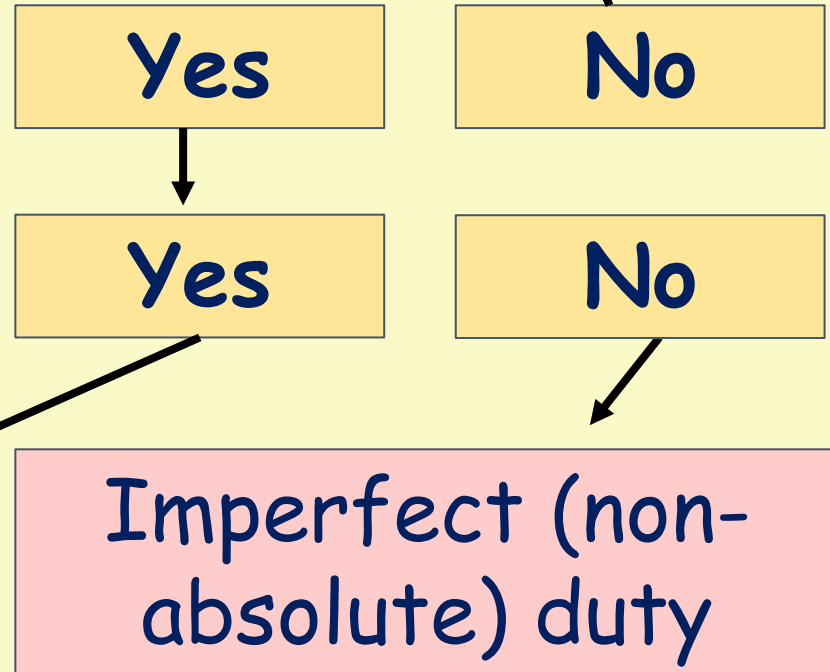 Yes
No
Yes
No
Imperfect (non-
absolute) duty